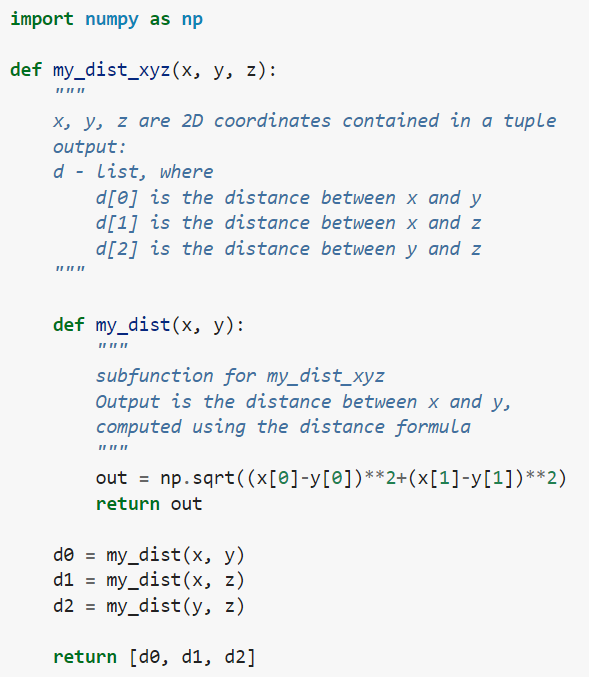 import numpy as np

def my_dist_xyz(x, y, z):
    """
    x, y, z are 2D coordinates contained in a tuple
    output:
    d - list, where
        d[0] is the distance between x and y
        d[1] is the distance between x and z
        d[2] is the distance between y and z
    """

    def my_dist(x, y):
        """
        subfunction for my_dist_xyz
        Output is the distance between x and y,
        computed using the distance formula
        """
        out = np.sqrt((x[0]-y[0])**2+(x[1]-y[1])**2)
        return out

    d0 = my_dist(x, y)
    d1 = my_dist(x, z)
    d2 = my_dist(y, z)

    return [d0, d1, d2]